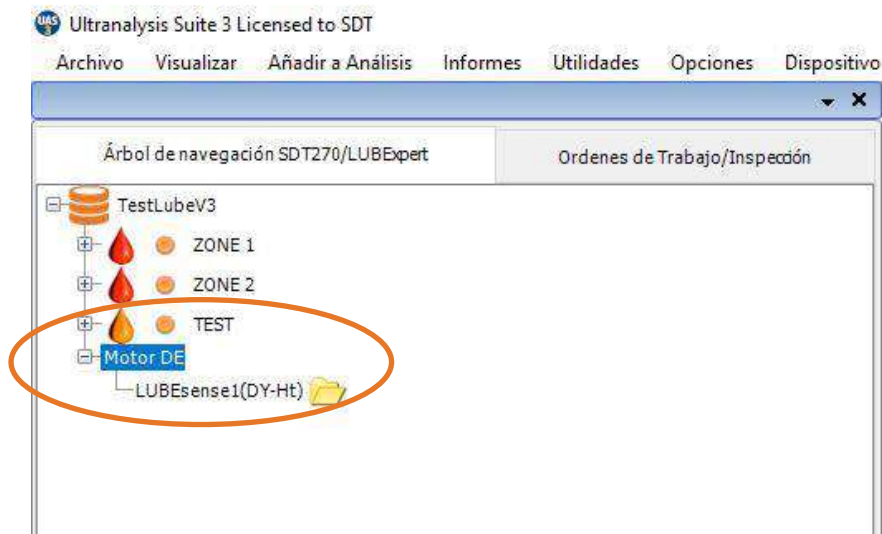 Ultranalysis Suite 3 Licensed to SDT
Archivo Visualizar Añadir a Análisis Informes Utilidades Opciones Dispositivo
Árbol de navegación SDT270/LUBExpert Ordenes de Trabajo/Inspección
TestLubeV3
ZONE 1
ZONE 2
TEST
Motor DE
LUBEsense1(DY-Ht)